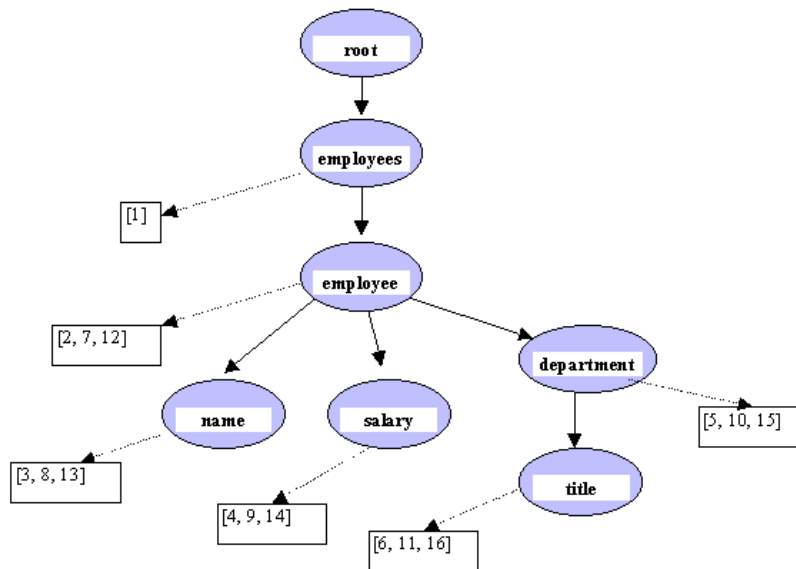 root
employees
[1]
employee
[2, 7, 12]
department
name
salary
[5, 10, 15]
[3, 8, 13]
title
[4, 9, 14]
[6, 11, 16]